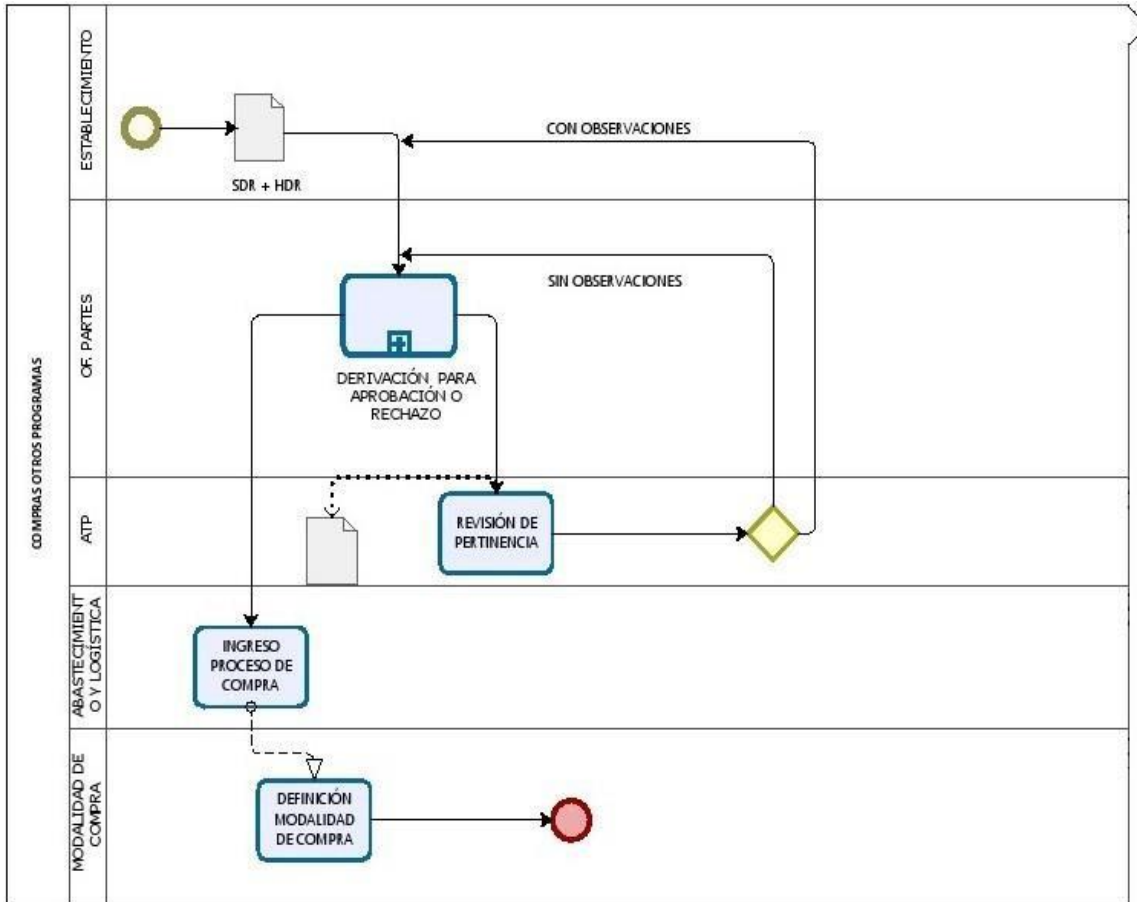 COMPRAS OTROS PROGRAMAS
ESTABLECIMIENTO
CON OBSERVACIONES
SDR + HDR
OF. PARTES
SIN OBSERVACIONES
DERIVACIÓN PARA
APROBACIÓN O
RECHAZO
ATP
REVISIÓN DE
PERTINENCIA
ABASTECIMIENT
O Y LOGÍSTICA
INGRESO
PROCESO DE
COMPRA
MODALIDAD DE
COMPRA
DEFINICIÓN
MODALIDAD
DE COMPRA